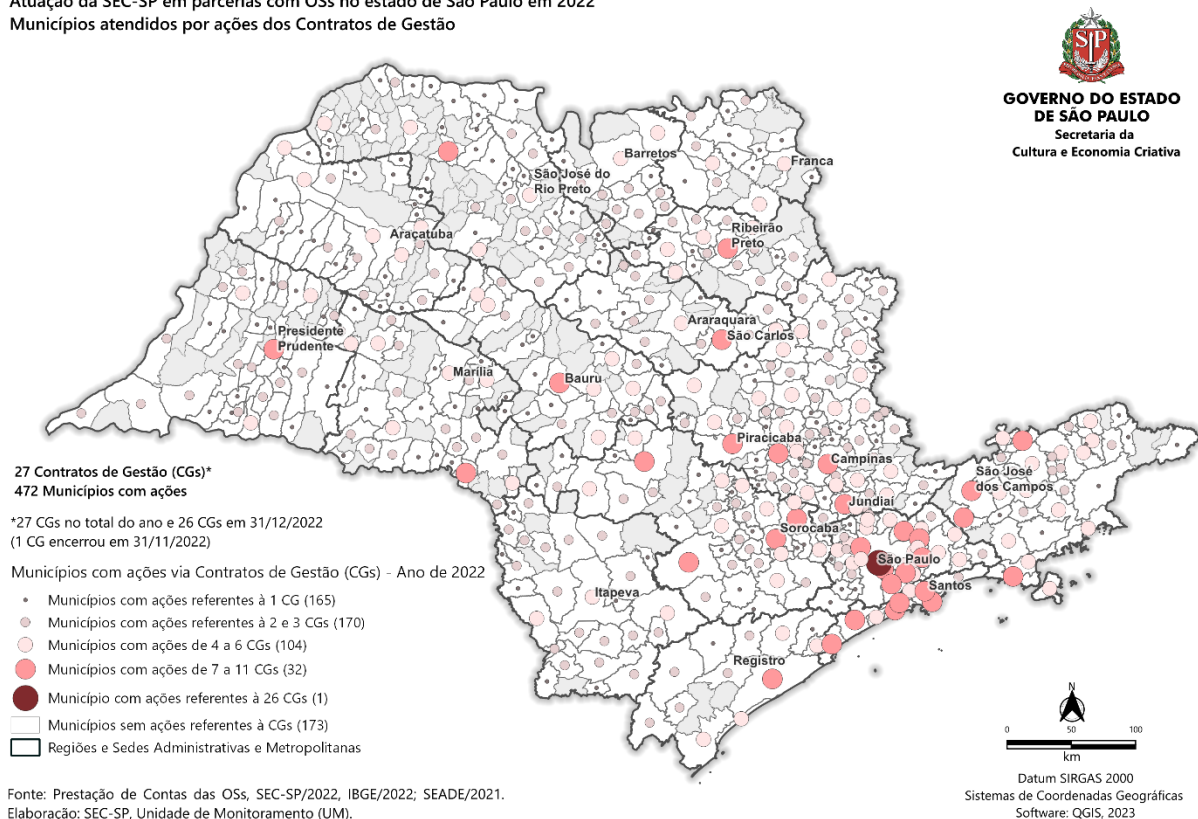 Atuação da SEC-SP em parcerias com OSs no estado de São Paulo em 2022
Municípios atendidos por ações dos Contratos de Gestão
SP
GOVERNO DO ESTADO
DE SÃO PAULO
Secretaria da
Cultura e Economia Criativa
Barretos
Franca
São José do
Rio Preto
Ribeirão
Preto
Araçatuba
Araraquara
São Carlos
Presidente
Prudente
Marília
Bauru
Piracicaba
Campinas
São José
dos Campos
Jundiaí
Sorocaba
São Paulo
Santos
Itapeva
Registro
27 Contratos de Gestão (CGs)*
472 Municípios com ações
*27 CGs no total do ano e 26 CGs em 31/12/2022
(1 CG encerrou em 31/11/2022)
Municípios com ações via Contratos de Gestão (CGs) - Ano de 2022
Municípios com ações referentes à 1 CG (165)
Municípios com ações referentes à 2 e 3 CGs (170)
Municípios com ações de 4 a 6 CGs (104)
Municípios com ações de 7 a 11 CGs (32)
Município com ações referentes à 26 CGs (1)
Municípios sem ações referentes à CGs (173)
Regiões e Sedes Administrativas e Metropolitanas
Fonte: Prestação de Contas das OSs, SEC-SP/2022, IBGE/2022; SEADE/2021.
Elaboração: SEC-SP, Unidade de Monitoramento (UM).
N
0 50 100
km
Datum SIRGAS 2000
Sistemas de Coordenadas Geográficas
Software: QGIS, 2023